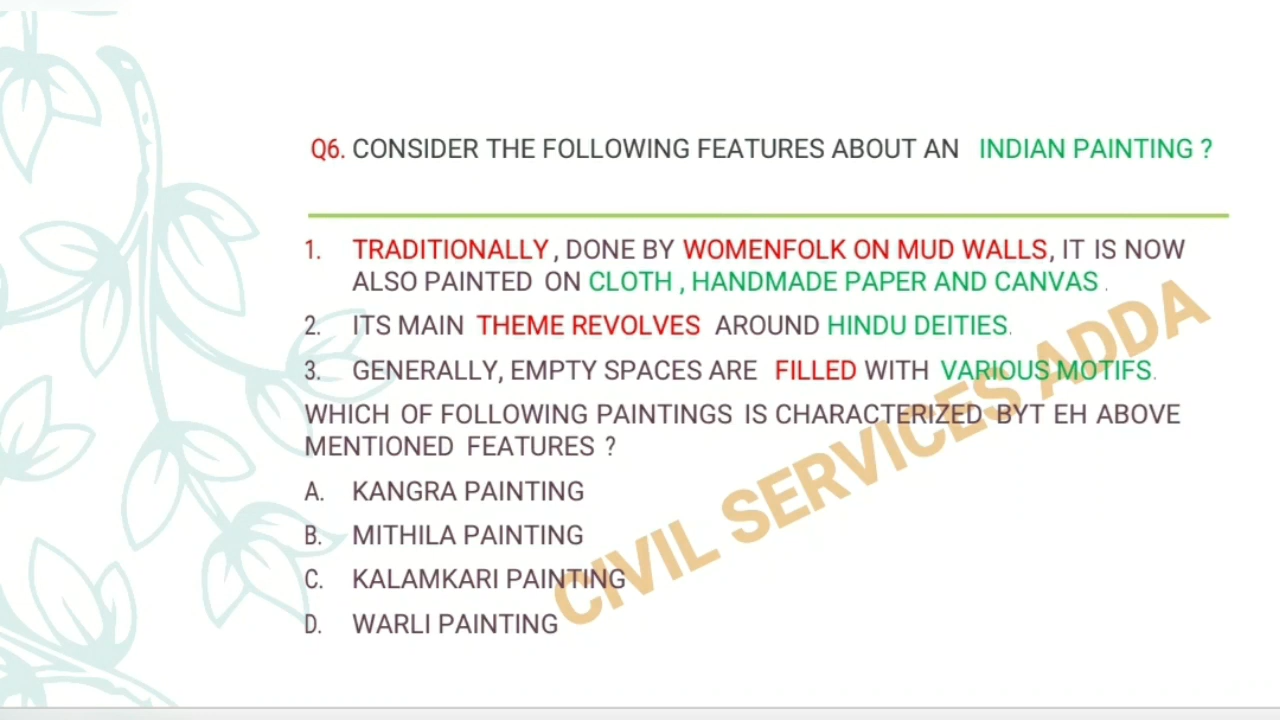 Q6. CONSIDER THE FOLLOWING FEATURES ABOUT AN INDIAN PAINTING ?
1. TRADITIONALLY, DONE BY WOMENFOLK ON MUD WALLS, IT IS NOW
ALSO PAINTED ON CLOTH , HANDMADE PAPER AND CANVAS .
2. ITS MAIN THEME REVOLVES AROUND HINDU DEITIES.
3. GENERALLY, EMPTY SPACES ARE FILLED WITH VARIOUS MOTIFS.
WHICH OF FOLLOWING PAINTINGS IS CHARACTERIZED BYT EH ABOVE
MENTIONED FEATURES ?
A. KANGRA PAINTING
B. MITHILA PAINTING
C. KALAMKARI PAINTING
D. WARLI PAINTING
CIVIL SERVICES ADDA